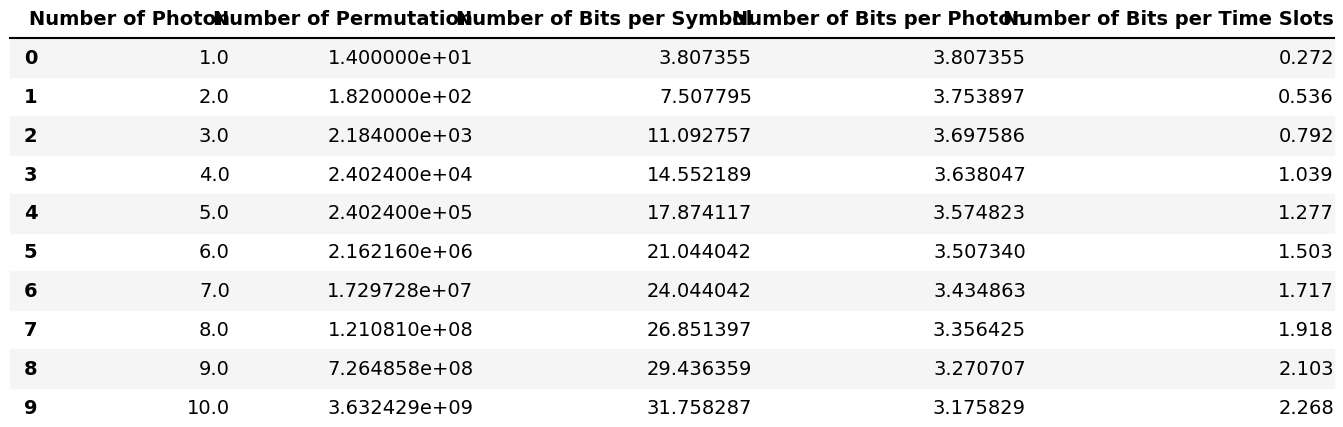 Number of Photon Number of Permutation Number of Bits per Symbol Number of Bits per Photon Number of Bits per Time Slots
0 1.0 1.400000e+01 3.807355 3.807355 0.272
1 2.0 1.820000e+02 7.507795 3.753897 0.536
2 3.0 2.184000e+03 11.092757 3.697586 0.792
3 4.0 2.402400e+04 14.552189 3.638047 1.039
4 5.0 2.402400e+05 17.874117 3.574823 1.277
5 6.0 2.162160e+06 21.044042 3.507340 1.503
6 7.0 1.729728e+07 24.044042 3.434863 1.717
7 8.0 1.210810e+08 26.851397 3.356425 1.918
8 9.0 7.264858e+08 29.436359 3.270707 2.103
9 10.0 3.632429e+09 31.758287 3.175829 2.268